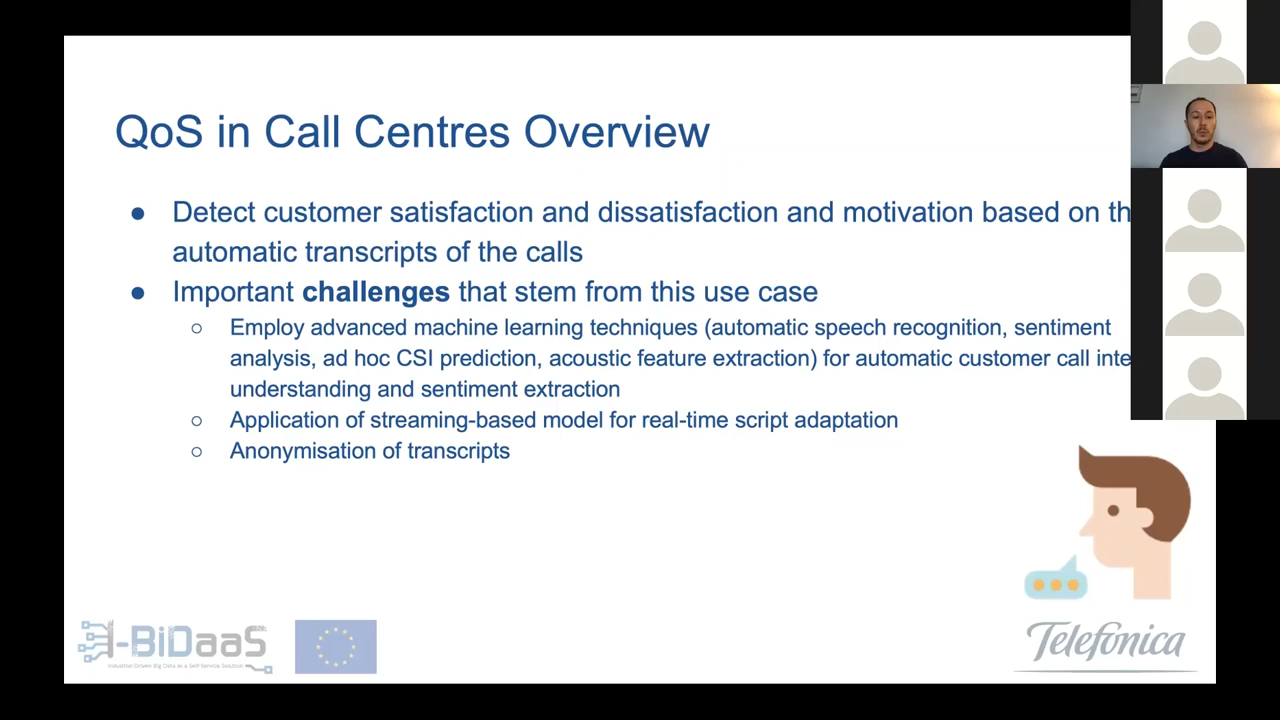 QoS in Call Centres Overview
● Detect customer satisfaction and dissatisfaction and motivation based on th
automatic transcripts of the calls
● Important challenges that stem from this use case
○ Employ advanced machine learning techniques (automatic speech recognition, sentiment
analysis, ad hoc CSI prediction, acoustic feature extraction) for automatic customer call inte
understanding and sentiment extraction
○ Application of streaming-based model for real-time script adaptation
○ Anonymisation of transcripts
I-BiDaaS
Industrial-Driven Big Data as a Self-Service Solution
Telefónica